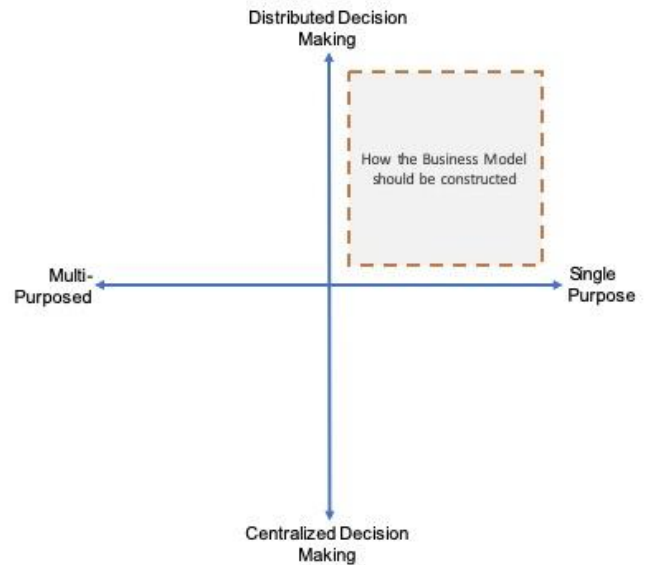 Distributed Decision
Making
How the Business Model
should be constructed
Multi-
Purposed
Single
Purpose
Centralized Decision
Making